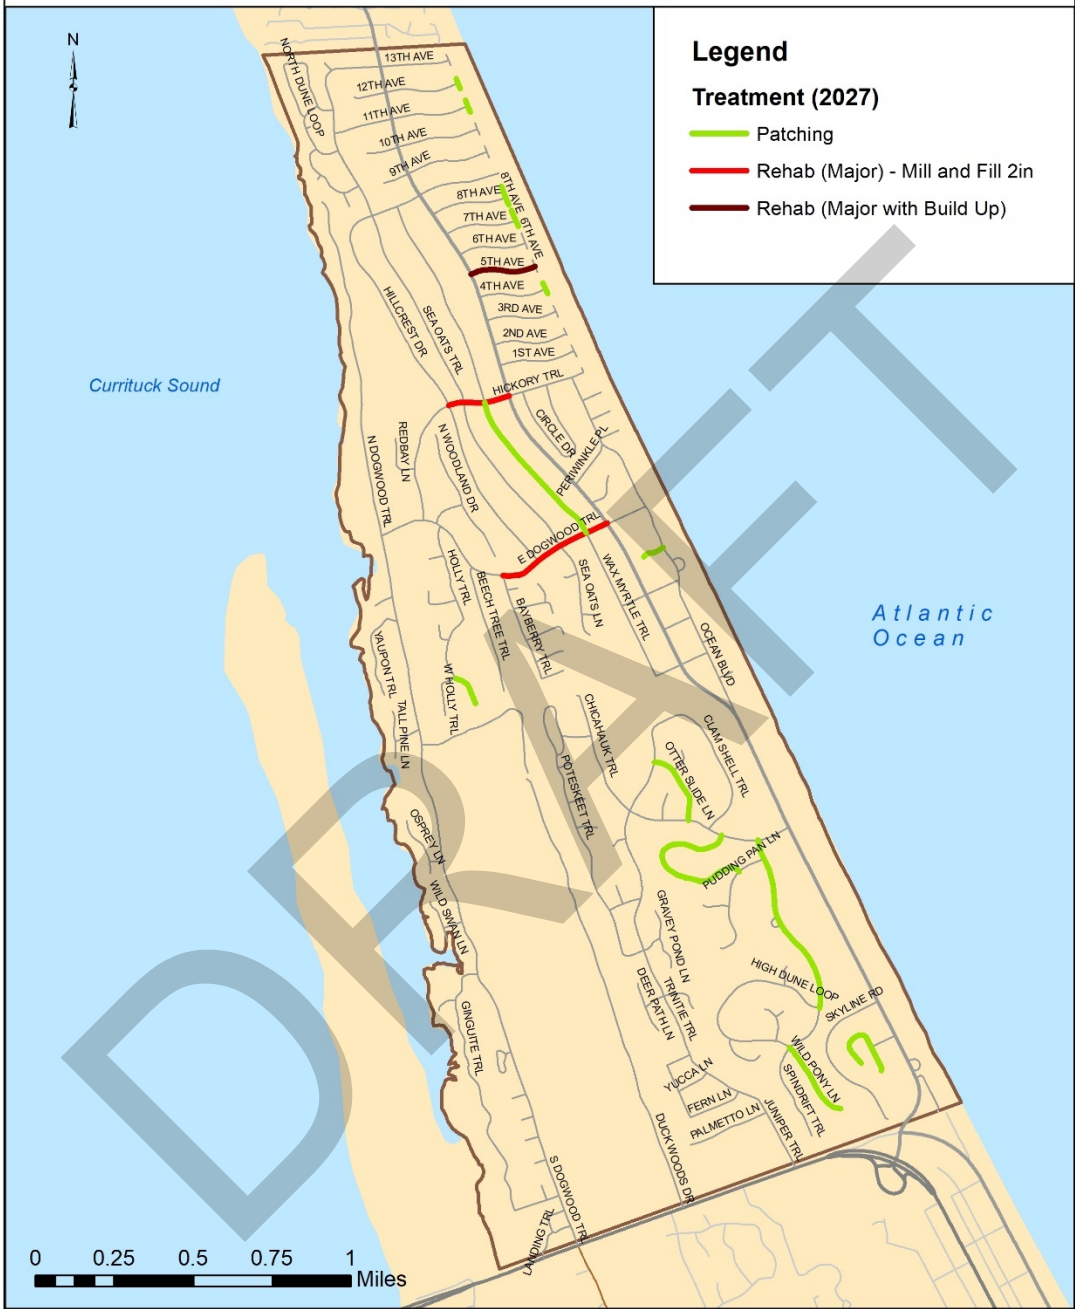 N
Legend
Treatment (2027)
Patching
Rehab (Major) - Mill and Fill 2in
Rehab (Major with Build Up)
NORTH DUNE LOOP
13TH AVE
12TH AVE
11TH AVE
10TH AVE
9TH AVE
8TH AVE
8TH AVE
7TH AVE
6TH AVE
6TH AVE
5TH AVE
4TH AVE
3RD AVE
2ND AVE
1ST AVE
HILLCREST DR
SEA OATS TRL
Currituck Sound
HICKORY TRL
CIRCLE DR
PERIWINKLE PL
REDBAY LN
N WOODLAND DR
N DOGWOOD TRL
E DOGWOOD TRL
HOLLY TRL
BEECH TREE TRL
BAYBERRY TRL
SEA OATS LN
WAX MYRTLE TRL
OCEAN BLVD
Atlantic
Ocean
YAUPON TRL
W HOLLY TRL
TALL PINE LN
CHICAHAUK TRL
CLAM SHELL TRL
OTTER SLIDE LN
POTESKEET TRL
OSPREY LN
PUDDING PAN LN
WILD SWAN LN
GRAVEY POND LN
HIGH DUNE LOOP
SKYLINE RD
DEER PATH LN
TRINITIE TRL
GINGUITE TRL
WILD PONY LN
SPINDRIFT TRL
YUCCA LN
FERN LN
PALMETTO LN
JUNIPER TRL
DUCK WOODS DR
S DOGWOOD TRL
LANDING TRL
DRAFT
0 0.25 0.5 0.75 1
Miles